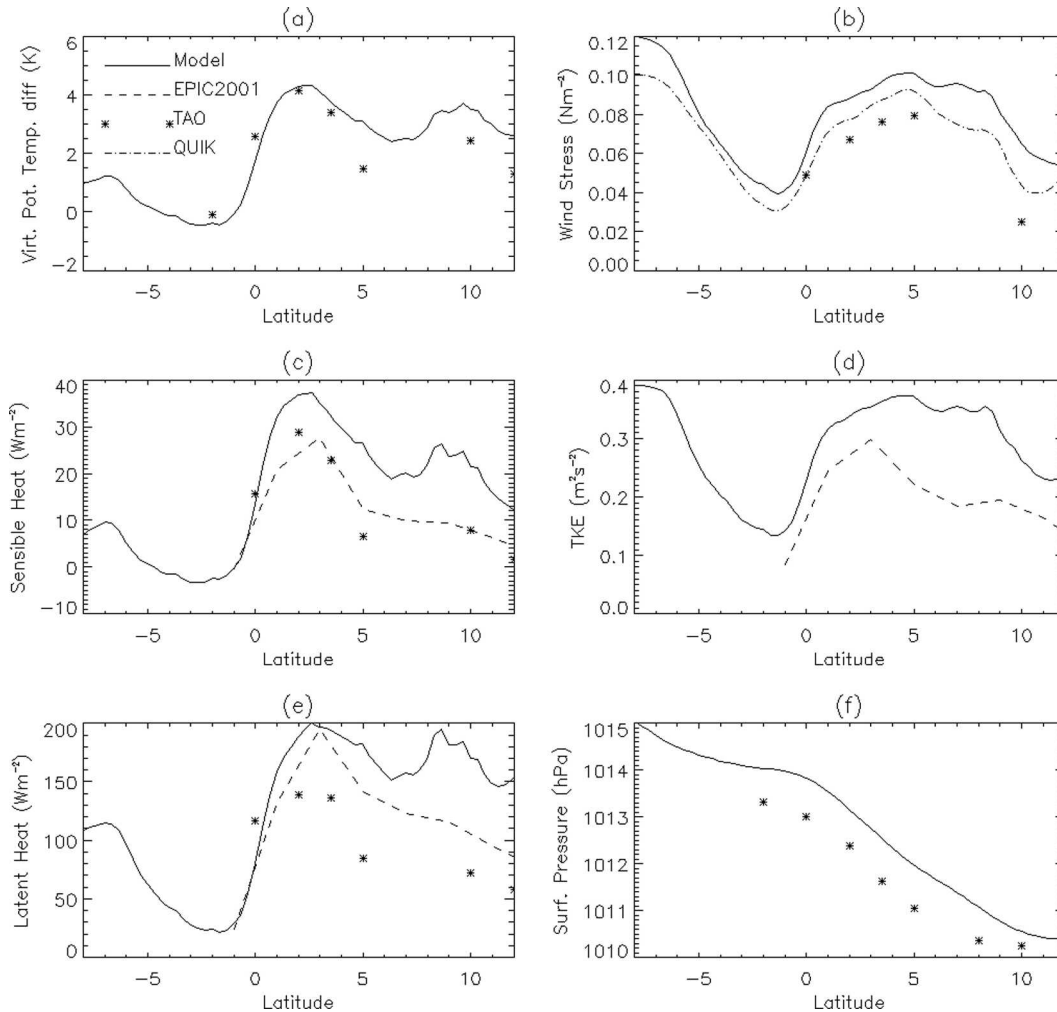 (a)
Virt. Pot. Temp. diff (K)
6
4
2
0
−2
Model
EPIC2001
TAO
QUIK
−5 0 5 10
Latitude
(b)
Wind Stress (Nm⁻²)
0.12
0.10
0.08
0.06
0.04
0.02
0.00
−5 0 5 10
Latitude
(c)
Sensible Heat (Wm⁻²)
40
30
20
10
0
−10
−5 0 5 10
Latitude
(d)
TKE (m²s⁻²)
0.4
0.3
0.2
0.1
0.0
−5 0 5 10
Latitude
(e)
Latent Heat (Wm⁻²)
200
150
100
50
0
−5 0 5 10
Latitude
(f)
Surf. Pressure (hPa)
1015
1014
1013
1012
1011
1010
−5 0 5 10
Latitude